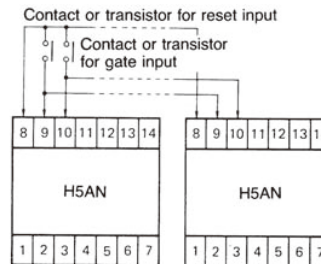 Contact or transistor for reset input
Contact or transistor
for gate input
8 9 10 11 12 13 14
8 9 10 11 12 13
H5AN
H5AN
1 2 3 4 5 6 7
1 2 3 4 5 6